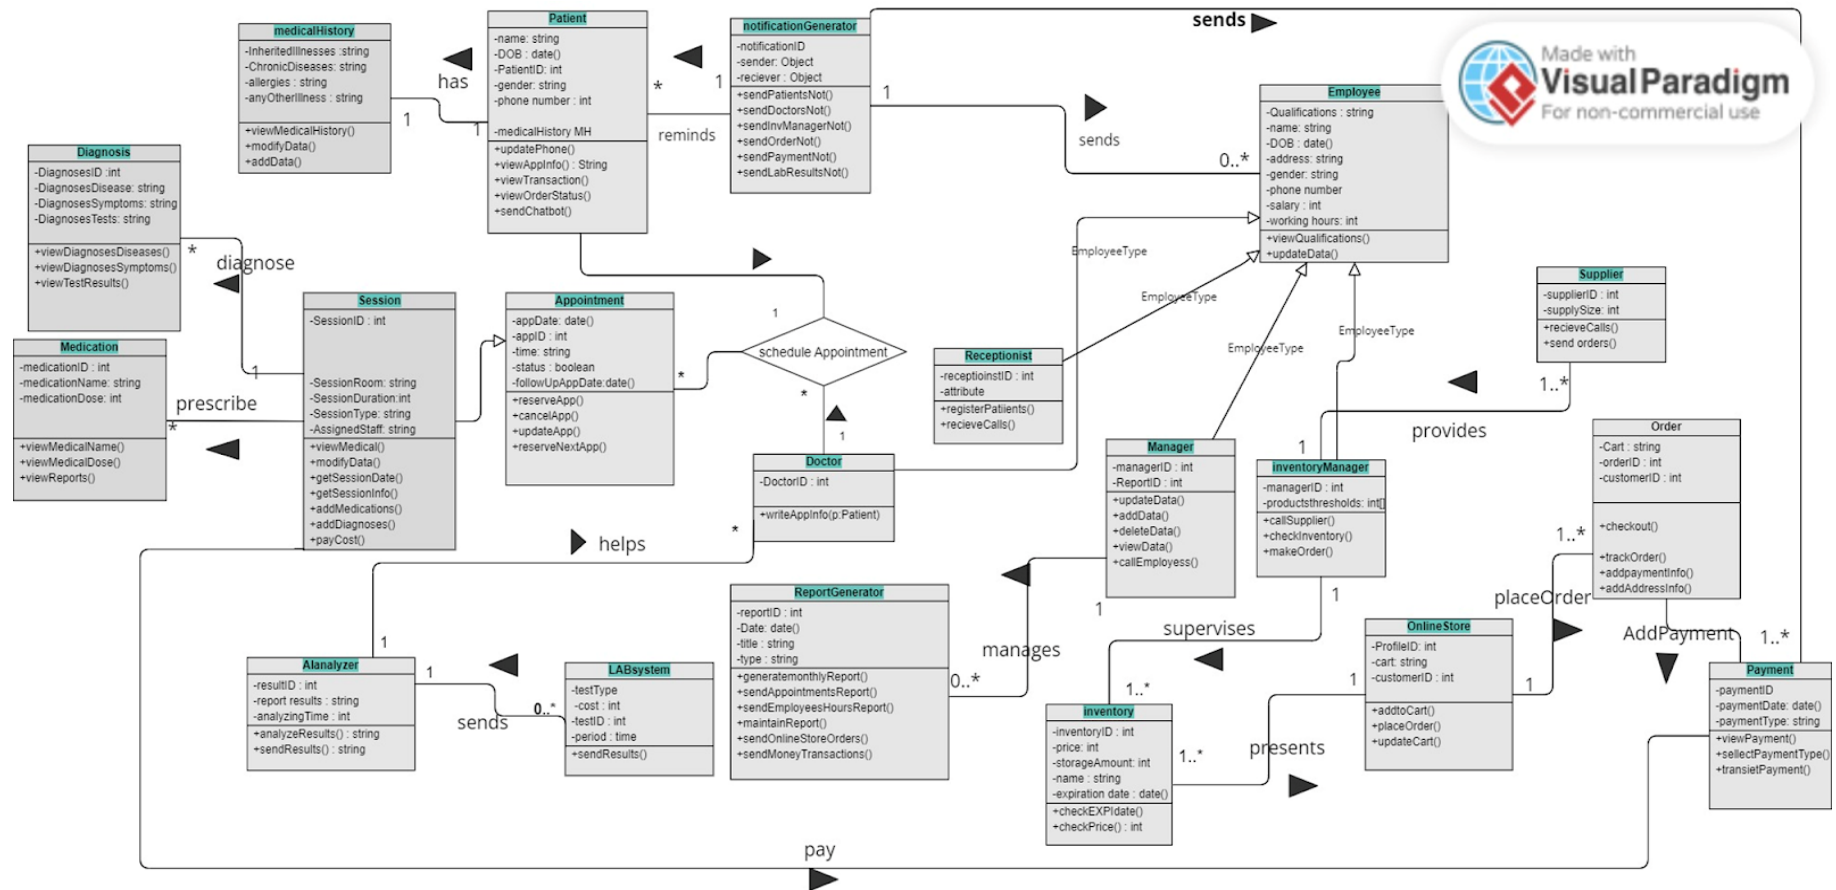 sends
Made with
Visual Paradigm
For non-commercial use
medicalHistory
-InheritedIllnesses :string
-ChronicDiseases: string
-allergies : string
-anyOtherIllness : string
+viewMedicalHistory()
+modifyData()
+addData()
has
1
1
Patient
-name: string
-DOB : date()
-PatientID: int
-gender: string
-phone number : int
-medicalHistory MH
+updatePhone()
+viewAppInfo() : String
+viewTransaction()
+viewOrderStatus()
+sendChatbot()
*
1
reminds
notificationGenerator
-notificationID
-sender: Object
-reciever : Object
+sendPatientsNot()
+sendDoctorsNot()
+sendInvManagerNot()
+sendOrderNot()
+sendPaymentNot()
+sendLabResultsNot()
1
sends
0..*
Employee
-Qualifications : string
-name: string
-DOB : date()
-address: string
-gender: string
-phone number
-salary : int
-working hours: int
+viewQualifications()
+updateData()
Diagnosis
-DiagnosesID :int
-DiagnosesDisease: string
-DiagnosesSymptoms: string
-DiagnosesTests: string
+viewDiagnosesDiseases()
+viewDiagnosesSymptoms()
+viewTestResults()
*
diagnose
1
Medication
-medicationID : int
-medicationName: string
-medicationDose: int
+viewMedicalName()
+viewMedicalDose()
+viewReports()
prescribe
*
Session
-SessionID : int
-SessionRoom: string
-SessionDuration:int
-SessionType: string
-AssignedStaff: string
+viewMedical()
+modifyData()
+getSessionDate()
+getSessionInfo()
+addMedications()
+addDiagnoses()
+payCost()
Appointment
-appDate: date()
-appID : int
-time: string
-status : boolean
-followUpAppDate:date()
+reserveApp()
+cancelApp()
+updateApp()
+reserveNextApp()
1
schedule Appointment
*
*
1
Doctor
-DoctorID : int
+writeAppInfo(p:Patient)
*
EmployeeType
EmployeeType
EmployeeType
EmployeeType
Receptionist
-receptioinstID : int
-attribute
+registerPatiients()
+recieveCalls()
Supplier
-supplierID : int
-supplySize: int
+recieveCalls()
+send orders()
1..*
provides
1
Manager
-managerID : int
-ReportID : int
+updateData()
+addData()
+deleteData()
+viewData()
+callEmployess()
1
inventoryManager
-managerID : int
-productsthresholds: int[]
+callSupplier()
+checkInventory()
+makeOrder()
1
supervises
1..*
Order
-Cart : string
-orderID : int
-customerID : int
+checkout()
+trackOrder()
+addpaymentInfo()
+addAddressInfo()
1..*
placeOrder
1
AddPayment
1..*
helps
1
AIanalyzer
-resultID : int
-report results : string
-analyzingTime : int
+analyzeResults() : string
+sendResults() : string
1
sends
0..*
LABsystem
-testType
-cost : int
-testID : int
-period : time
+sendResults()
ReportGenerator
-reportID : int
-Date: date()
-title : string
-type : string
+generatemonthlyReport()
+sendAppointmentsReport()
+sendEmployeesHoursReport()
+maintainReport()
+sendOnlineStoreOrders()
+sendMoneyTransactions()
manages
0..*
inventory
-inventoryID : int
-price: int
-storageAmount: int
-name : string
-expiration date : date()
+checkEXPIdate()
+checkPrice() : int
1..*
presents
1
OnlineStore
-ProfileID: int
-cart: string
-customerID : int
+addtoCart()
+placeOrder()
+updateCart()
Payment
-paymentID
-paymentDate: date()
-paymentType: string
+viewPayment()
+sellectPaymentType()
+transietPayment()
pay